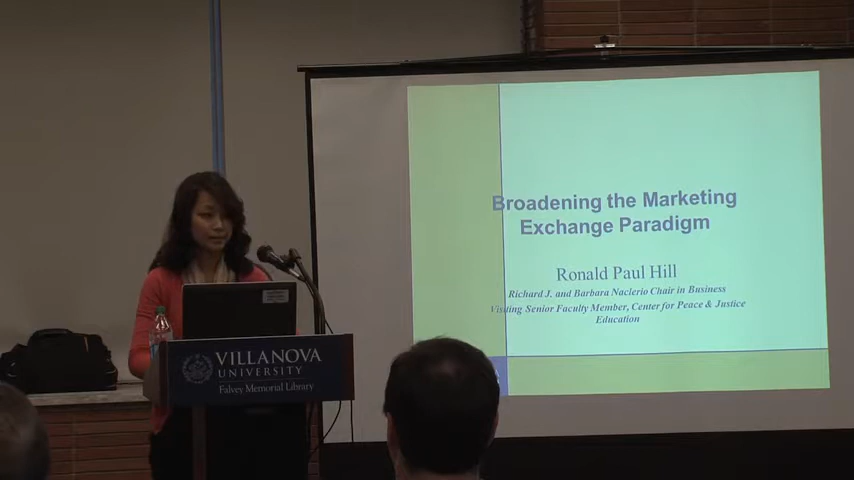 Broadening the Marketing
Exchange Paradigm
Ronald Paul Hill
Richard J. and Barbara Naclerio Chair in Business
Visiting Senior Faculty Member, Center for Peace & Justice
Education
VILLANOVA
UNIVERSITY
Falvey Memorial Library